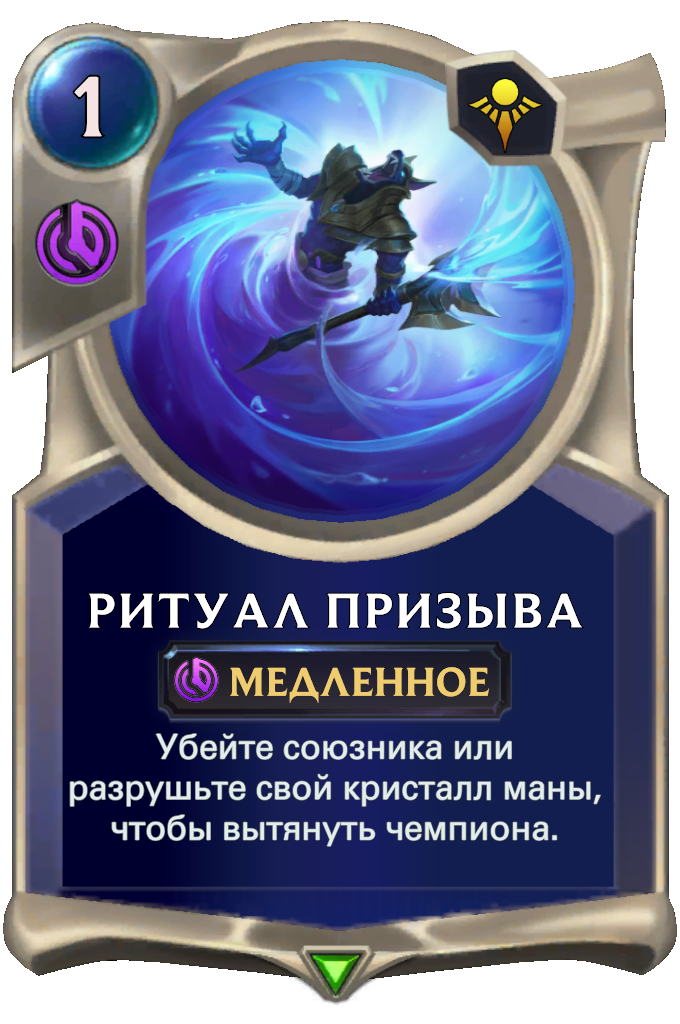 1
РИТУАЛ ПРИЗЫВА
МЕДЛЕННОЕ
Убейте союзника или
разрушьте свой кристалл маны,
чтобы вытянуть чемпиона.